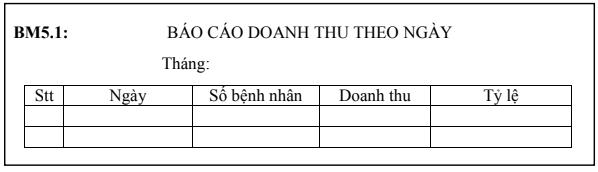 BM5.1: BÁO CÁO DOANH THU THEO NGÀY
Tháng:
Stt Ngày Số bệnh nhân Doanh thu Tỷ lệ